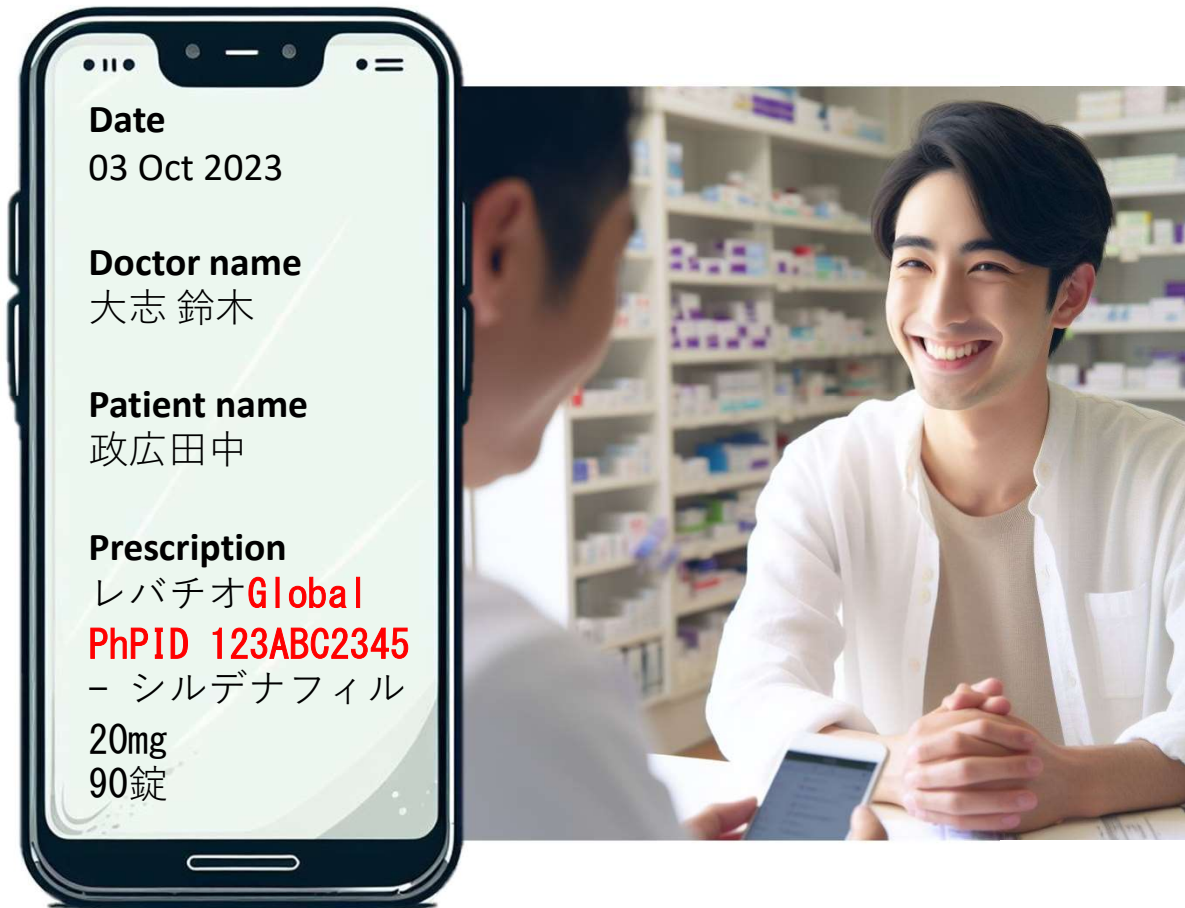 Date
03 Oct 2023
Doctor name
大志 鈴木
Patient name
政広田中
Prescription
レバチオGlobal
PhPID 123ABC2345
– シルデナフィル
20mg
90錠